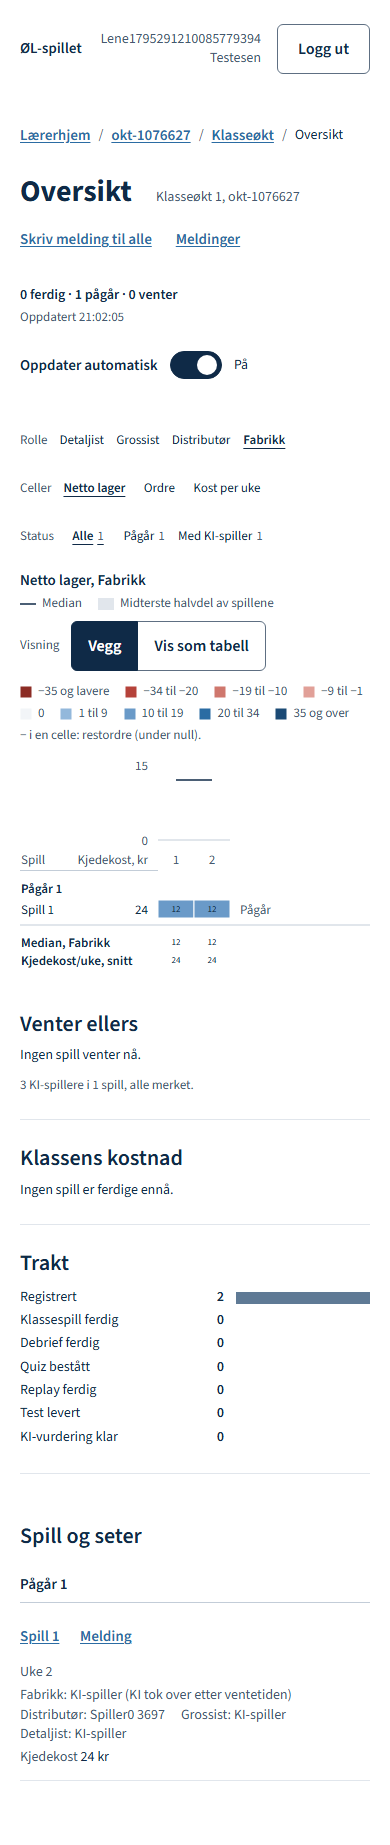 ØL-spillet
Lene1795291210085779394
Testesen
Logg ut
Lærerhjem / okt-1076627 / Klasseøkt / Oversikt
Oversikt Klasseøkt 1, okt-1076627
Skriv melding til alle Meldinger
0 ferdig · 1 pågår · 0 venter
Oppdatert 21:02:05
Oppdater automatisk På
Rolle Detaljist Grossist Distributør Fabrikk
Celler Netto lager Ordre Kost per uke
Status Alle 1 Pågår 1 Med KI-spiller 1
Netto lager, Fabrikk
Median Midterste halvdel av spillene
Visning Vegg Vis som tabell
−35 og lavere −34 til −20 −19 til −10 −9 til −1
0 1 til 9 10 til 19 20 til 34 35 og over
− i en celle: restordre (under null).
15
0
Spill Kjedekost, kr 1 2
Pågår 1
Spill 1 24 12 12 Pågår
Median, Fabrikk 12 12
Kjedekost/uke, snitt 24 24
Venter ellers
Ingen spill venter nå.
3 KI-spillere i 1 spill, alle merket.
Klassens kostnad
Ingen spill er ferdige ennå.
Trakt
Registrert 2
Klassespill ferdig 0
Debrief ferdig 0
Quiz bestått 0
Replay ferdig 0
Test levert 0
KI-vurdering klar 0
Spill og seter
Pågår 1
Spill 1 Melding
Uke 2
Fabrikk: KI-spiller (KI tok over etter ventetiden)
Distributør: Spiller0 3697 Grossist: KI-spiller
Detaljist: KI-spiller
Kjedekost 24 kr